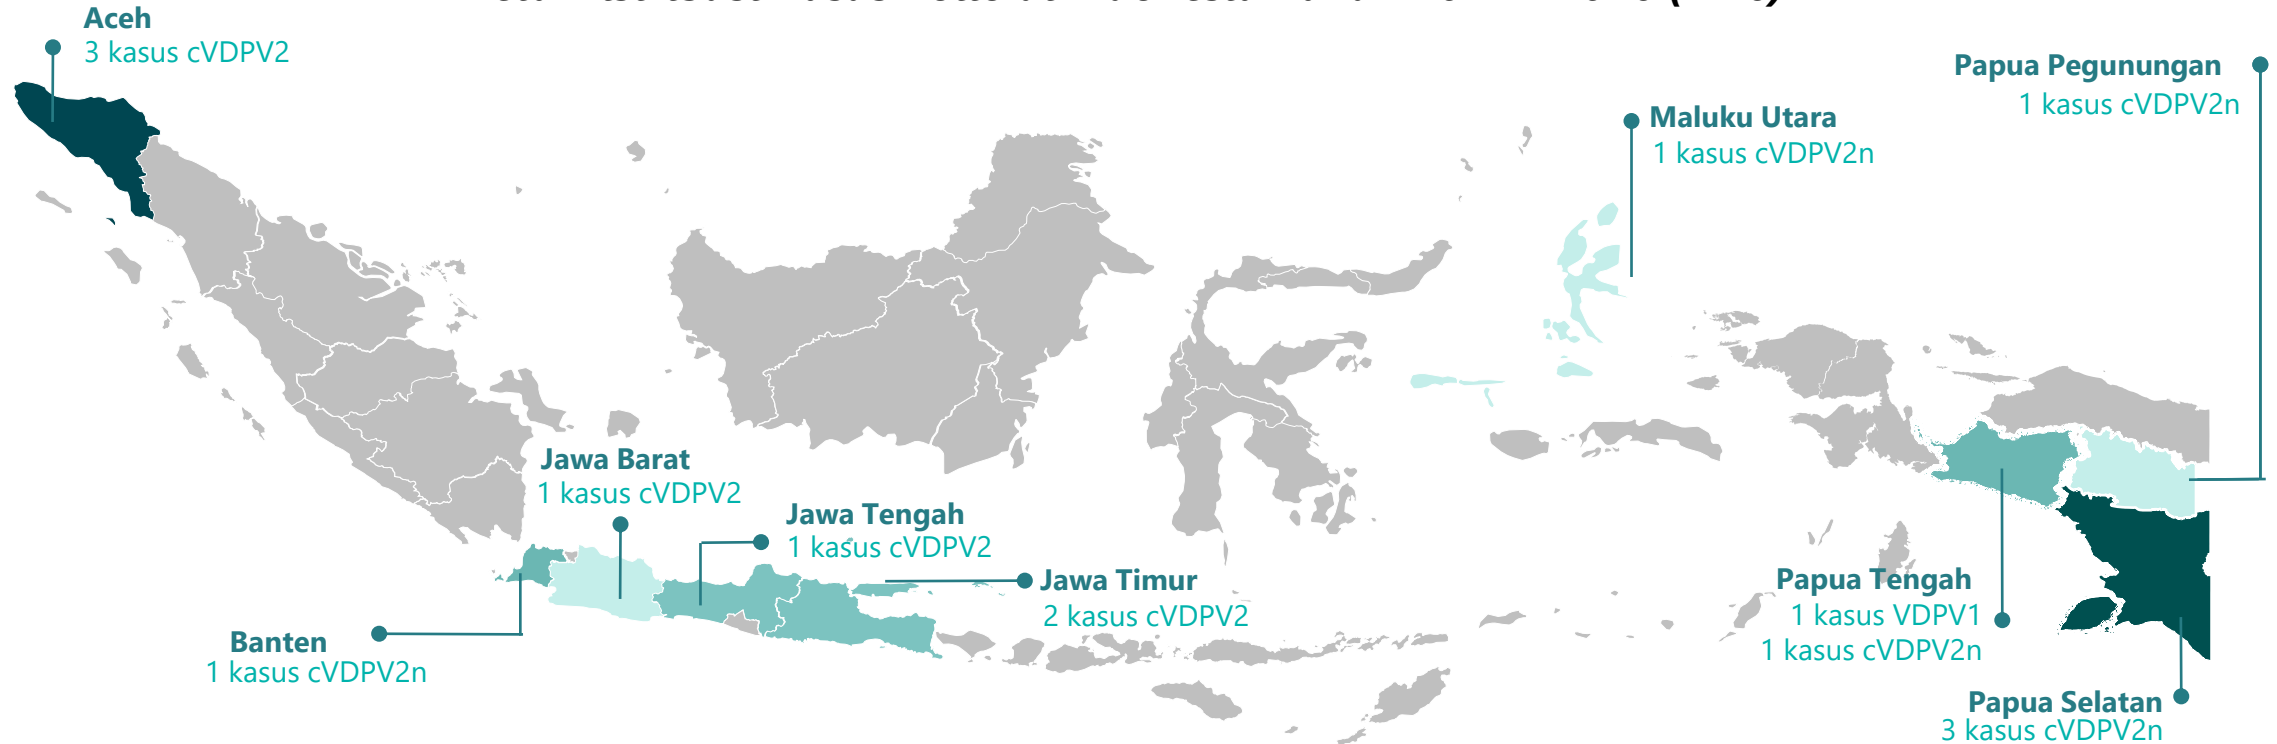 Aceh
3 kasus cVDPV2
Papua Pegunungan
1 kasus cVDPV2n
Maluku Utara
1 kasus cVDPV2n
Jawa Barat
1 kasus cVDPV2
Jawa Tengah
1 kasus cVDPV2
Jawa Timur
2 kasus cVDPV2
Banten
1 kasus cVDPV2n
Papua Tengah
1 kasus VDPV1
1 kasus cVDPV2n
Papua Selatan
3 kasus cVDPV2n